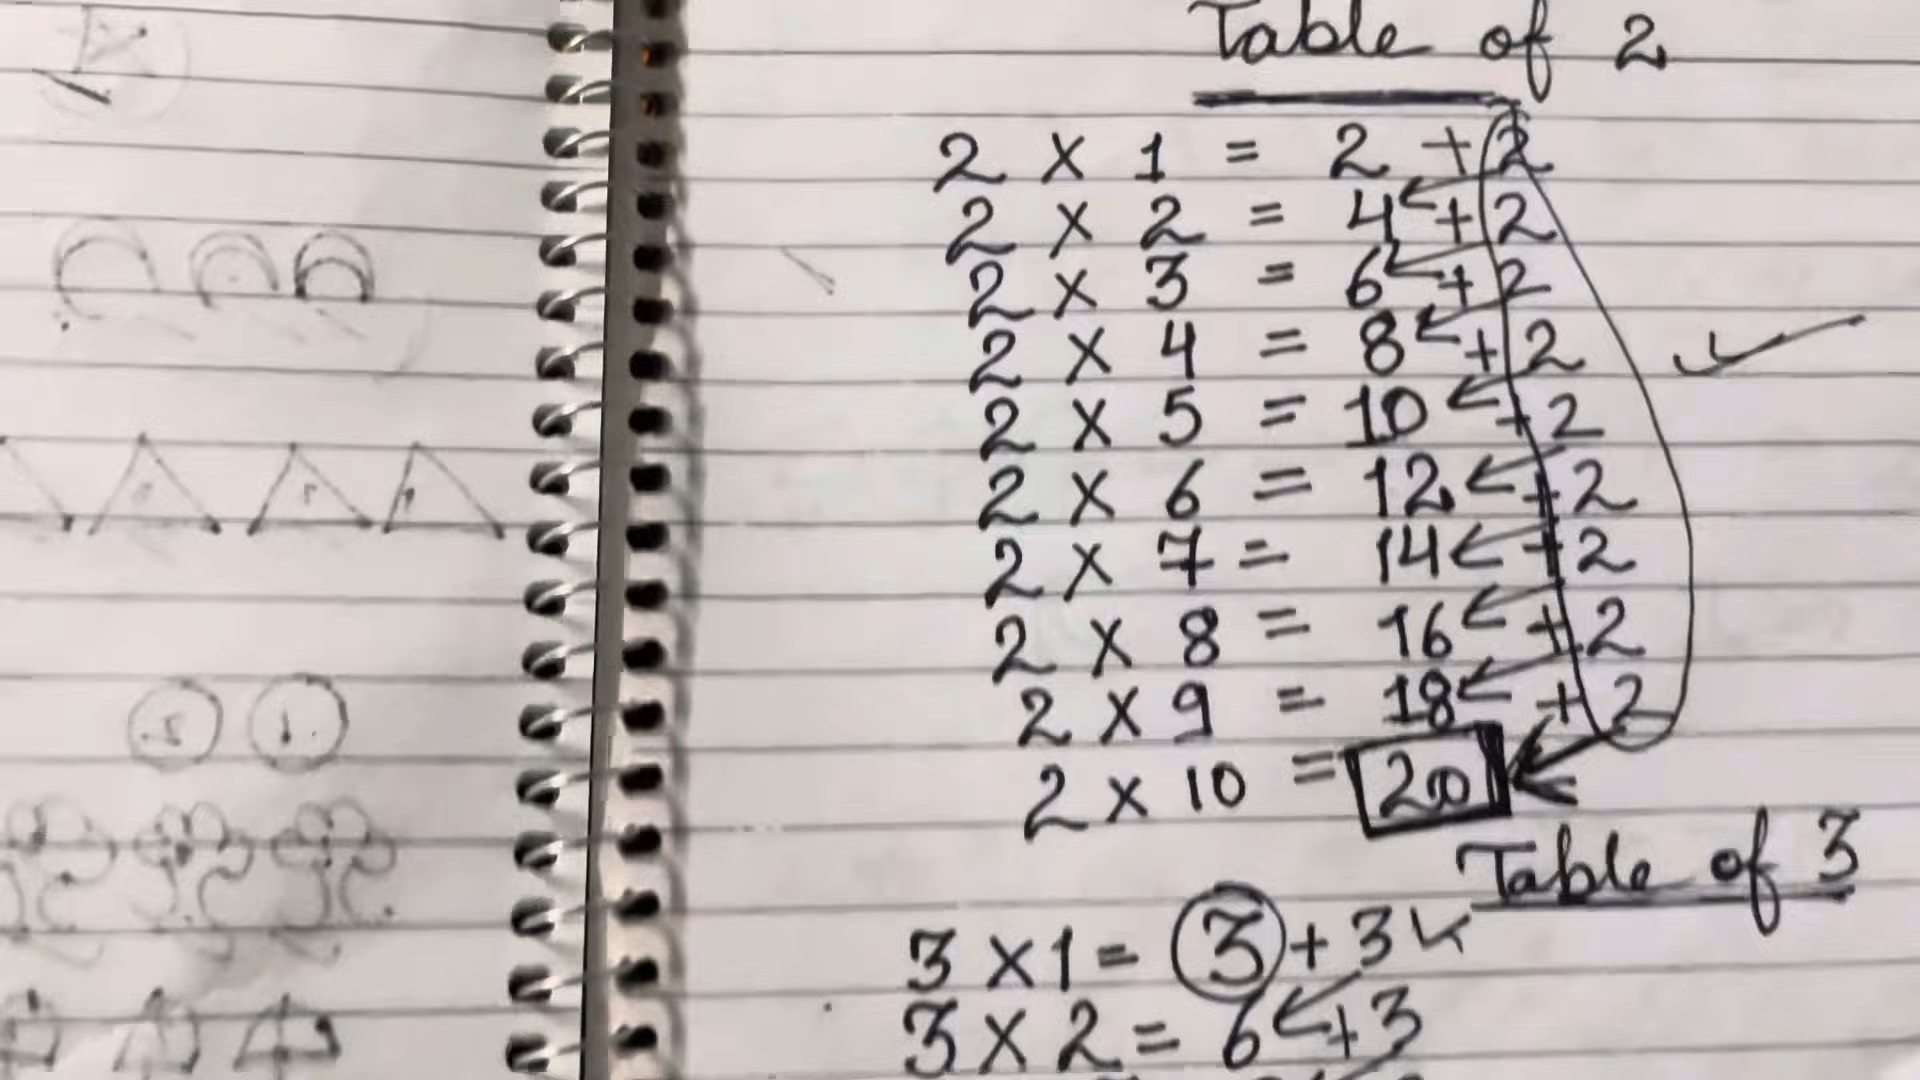 Table of 2
2 X 1 = 2 + 2
2 X 2 = 4 + 2
2 X 3 = 6 + 2
2 X 4 = 8 + 2
2 X 5 = 10 + 2
2 X 6 = 12 + 2
2 X 7 = 14 + 2
2 X 8 = 16 + 2
2 X 9 = 18 + 2
2 X 10 = 20
Table of 3
3 X 1 = 3 + 3
3 X 2 = 6 + 3